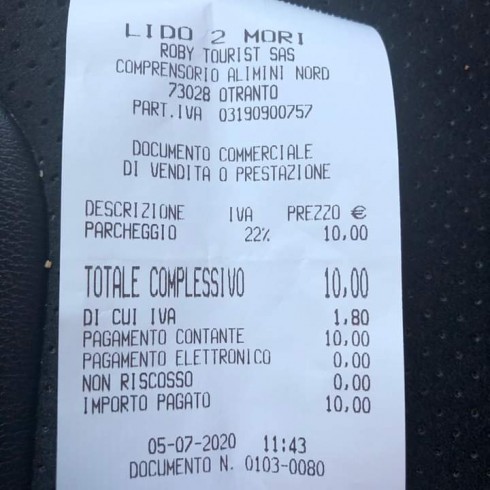 LIDO 2 MORI
ROBY TOURIST SAS
COMPRENSORIO ALIMINI NORD
73028 OTRANTO
PART.IVA 03190900757
DOCUMENTO COMMERCIALE
DI VENDITA O PRESTAZIONE
DESCRIZIONE IVA PREZZO €
PARCHEGGIO 22% 10,00
TOTALE COMPLESSIVO 10,00
DI CUI IVA 1,80
PAGAMENTO CONTANTE 10,00
PAGAMENTO ELETTRONICO 0,00
NON RISCOSSO 0,00
IMPORTO PAGATO 10,00
05-07-2020 11:43
DOCUMENTO N. 0103-0080